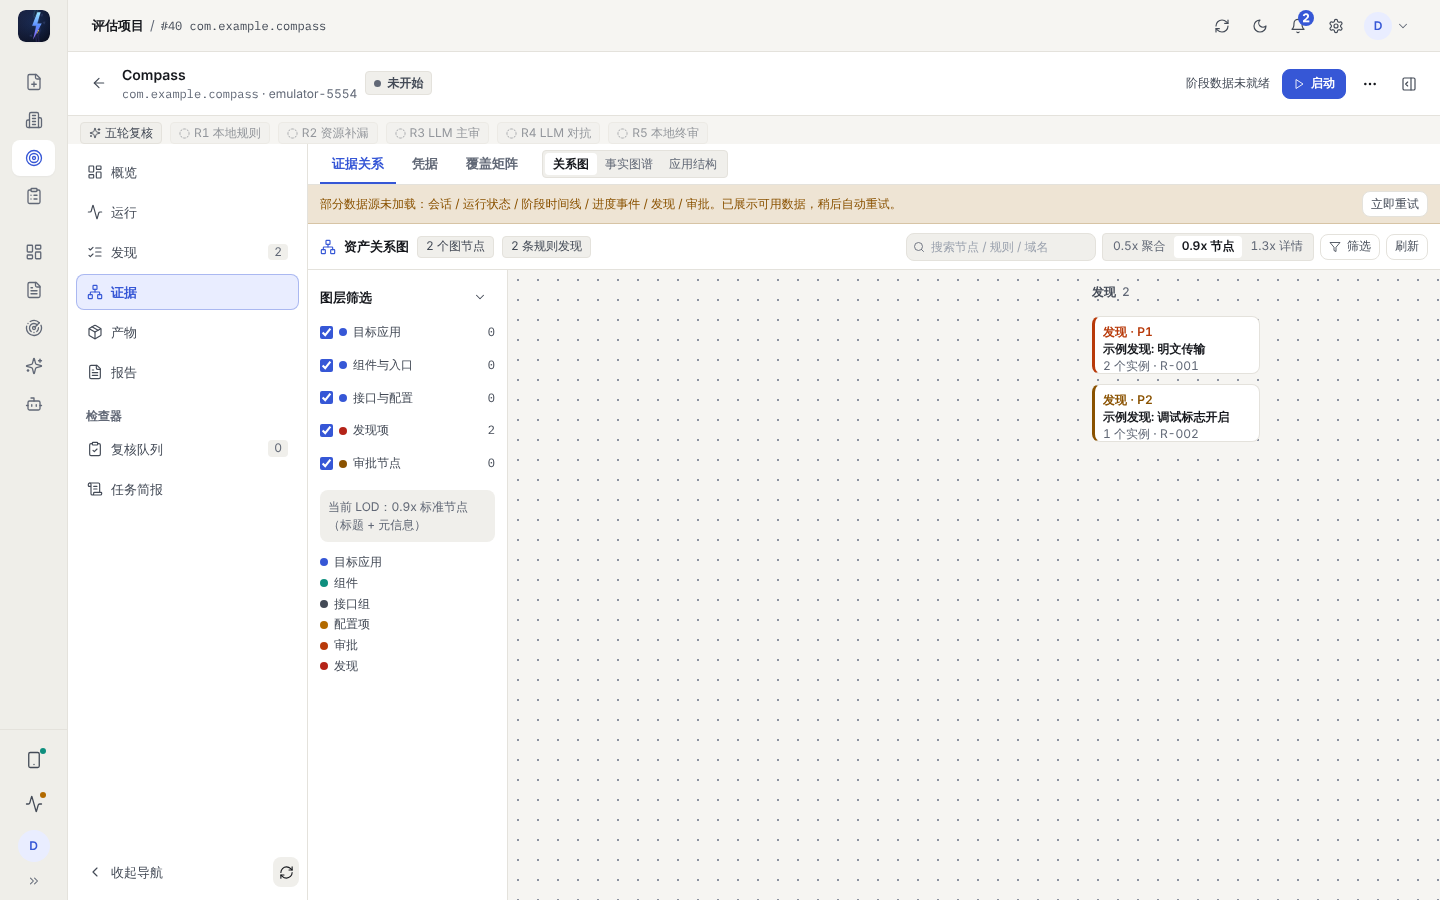 评估项目 / #40 com.example.compass
2
D
Compass
com.example.compass · emulator-5554
未开始
阶段数据未就绪
启动
五轮复核
R1 本地规则
R2 资源补漏
R3 LLM 主审
R4 LLM 对抗
R5 本地终审
概览
运行
发现 2
证据
产物
报告
检查器
复核队列 0
任务简报
收起导航
D
证据关系
凭据
覆盖矩阵
关系图
事实图谱
应用结构
部分数据源未加载：会话 / 运行状态 / 阶段时间线 / 进度事件 / 发现 / 审批。已展示可用数据，稍后自动重试。
立即重试
资产关系图
2 个图节点
2 条规则发现
搜索节点 / 规则 / 域名
0.5x 聚合
0.9x 节点
1.3x 详情
筛选
刷新
图层筛选
目标应用 0
组件与入口 0
接口与配置 0
发现项 2
审批节点 0
当前 LOD：0.9x 标准节点
（标题 + 元信息）
目标应用
组件
接口组
配置项
审批
发现
发现 2
发现 · P1
示例发现: 明文传输
2 个实例 · R-001
发现 · P2
示例发现: 调试标志开启
1 个实例 · R-002